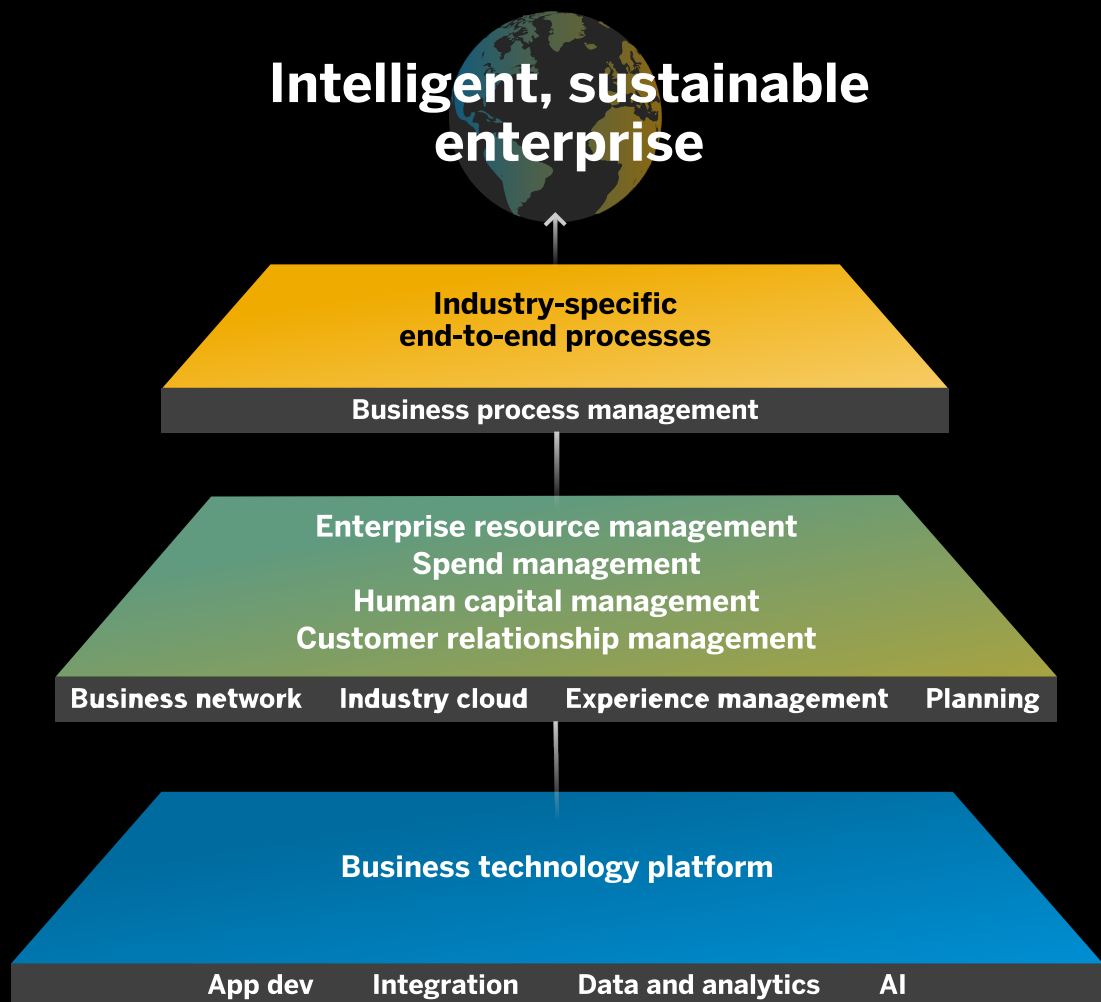 Intelligent, sustainable
enterprise
Industry-specific
end-to-end processes
Business process management
Enterprise resource management
Spend management
Human capital management
Customer relationship management
Business network Industry cloud Experience management Planning
Business technology platform
App dev Integration Data and analytics AI